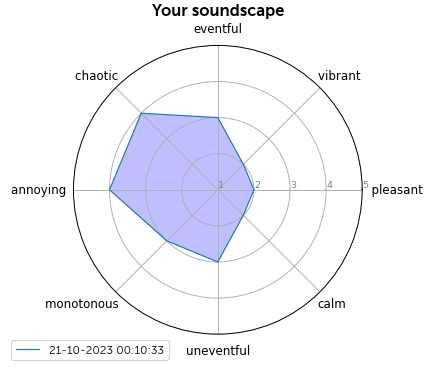 Your soundscape
eventful
chaotic
vibrant
annoying
1
2
3
4
5
pleasant
monotonous
calm
uneventful
21-10-2023 00:10:33